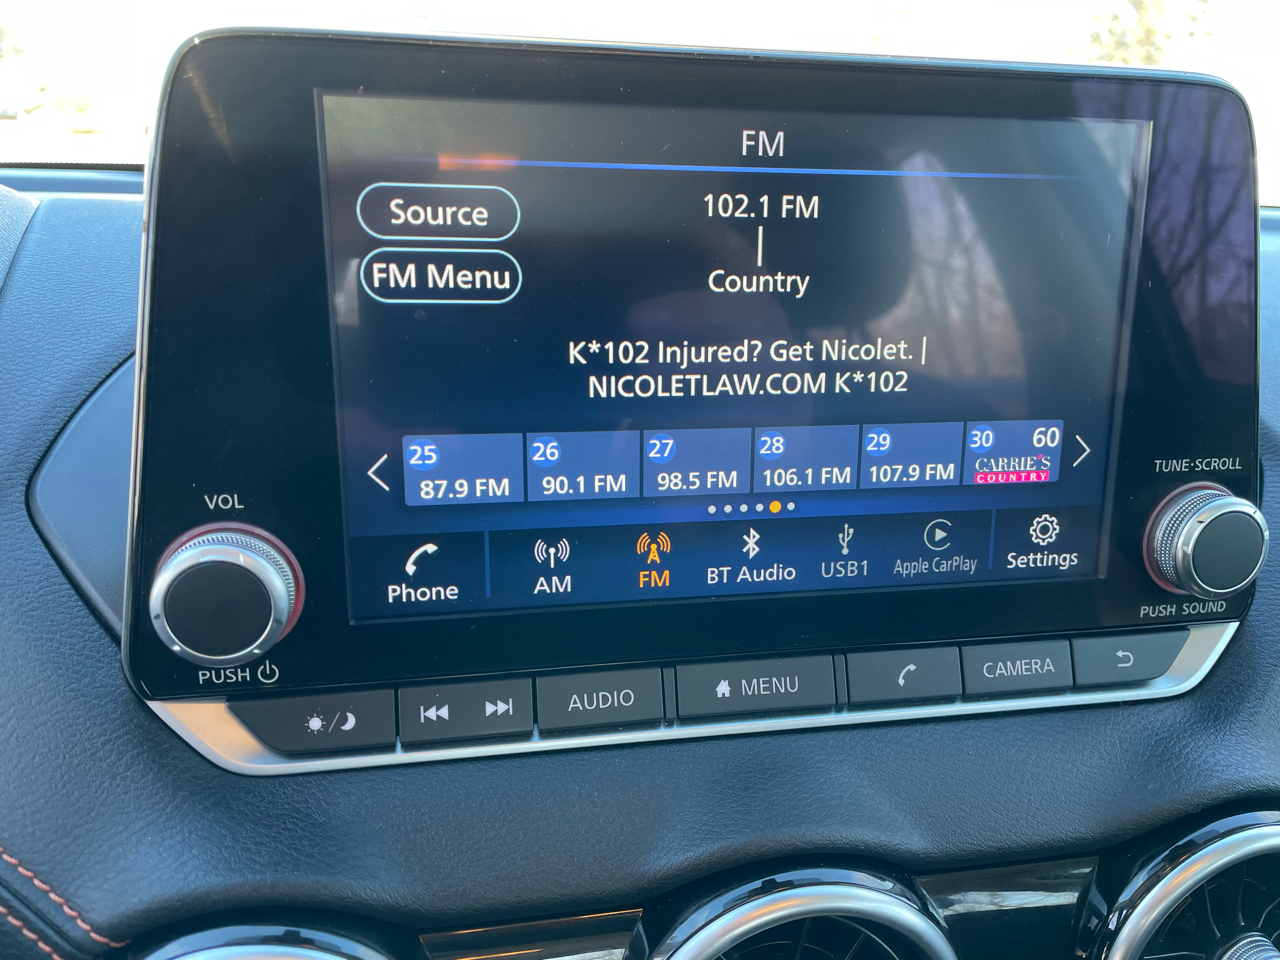 FM
Source
102.1 FM
FM Menu
Country
K*102 Injured? Get Nicolet. |
NICOLETLAW.COM K*102
25
87.9 FM
26
90.1 FM
27
98.5 FM
28
106.1 FM
29
107.9 FM
30 60
CARRIE'S
COUNTRY
Phone
AM
FM
BT Audio
USB1
Apple CarPlay
Settings
VOL
PUSH
TUNE·SCROLL
PUSH SOUND
AUDIO
MENU
CAMERA